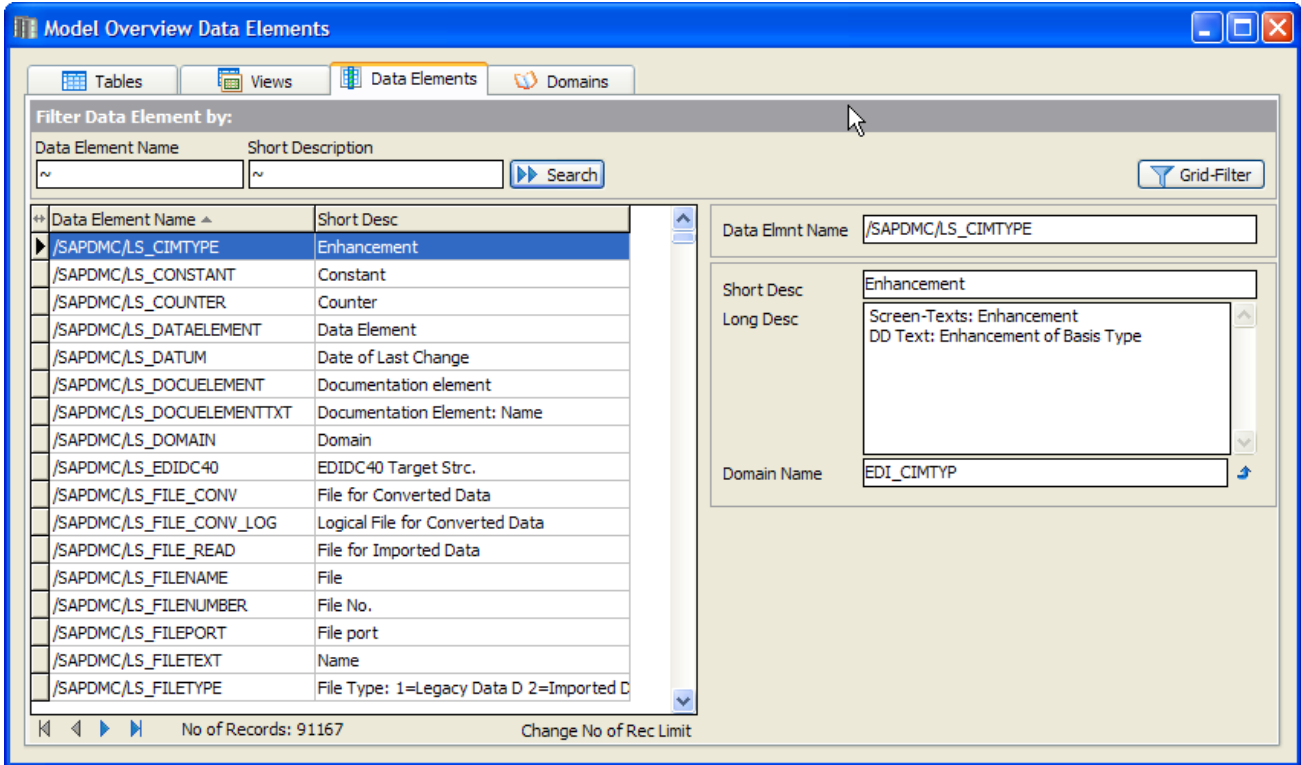 Model Overview Data Elements
Tables Views Data Elements Domains
Filter Data Element by:
Data Element Name Short Description
~ ~ Search Grid-Filter
Data Element Name Short Desc
/SAPDMC/LS_CIMTYPE Enhancement
/SAPDMC/LS_CONSTANT Constant
/SAPDMC/LS_COUNTER Counter
/SAPDMC/LS_DATAELEMENT Data Element
/SAPDMC/LS_DATUM Date of Last Change
/SAPDMC/LS_DOCUELEMENT Documentation element
/SAPDMC/LS_DOCUELEMENTTXT Documentation Element: Name
/SAPDMC/LS_DOMAIN Domain
/SAPDMC/LS_EDIDC40 EDIDC40 Target Strc.
/SAPDMC/LS_FILE_CONV File for Converted Data
/SAPDMC/LS_FILE_CONV_LOG Logical File for Converted Data
/SAPDMC/LS_FILE_READ File for Imported Data
/SAPDMC/LS_FILENAME File
/SAPDMC/LS_FILENUMBER File No.
/SAPDMC/LS_FILEPORT File port
/SAPDMC/LS_FILETEXT Name
/SAPDMC/LS_FILETYPE File Type: 1=Legacy Data D 2=Imported D
No of Records: 91167 Change No of Rec Limit
Data Elmnt Name /SAPDMC/LS_CIMTYPE
Short Desc Enhancement
Long Desc Screen-Texts: Enhancement
DD Text: Enhancement of Basis Type
Domain Name EDI_CIMTYP